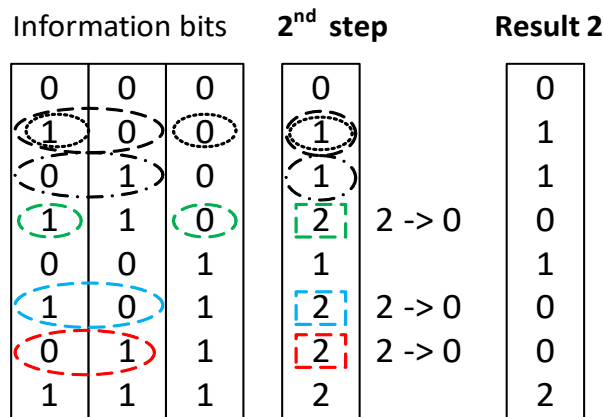 Information bits 2nd step Result 2
0 0 0 0 0
1 0 0 1 1
0 1 0 1 1
1 1 0 2 2 -> 0 0
0 0 1 1 1
1 0 1 2 2 -> 0 0
0 1 1 2 2 -> 0 0
1 1 1 2 2